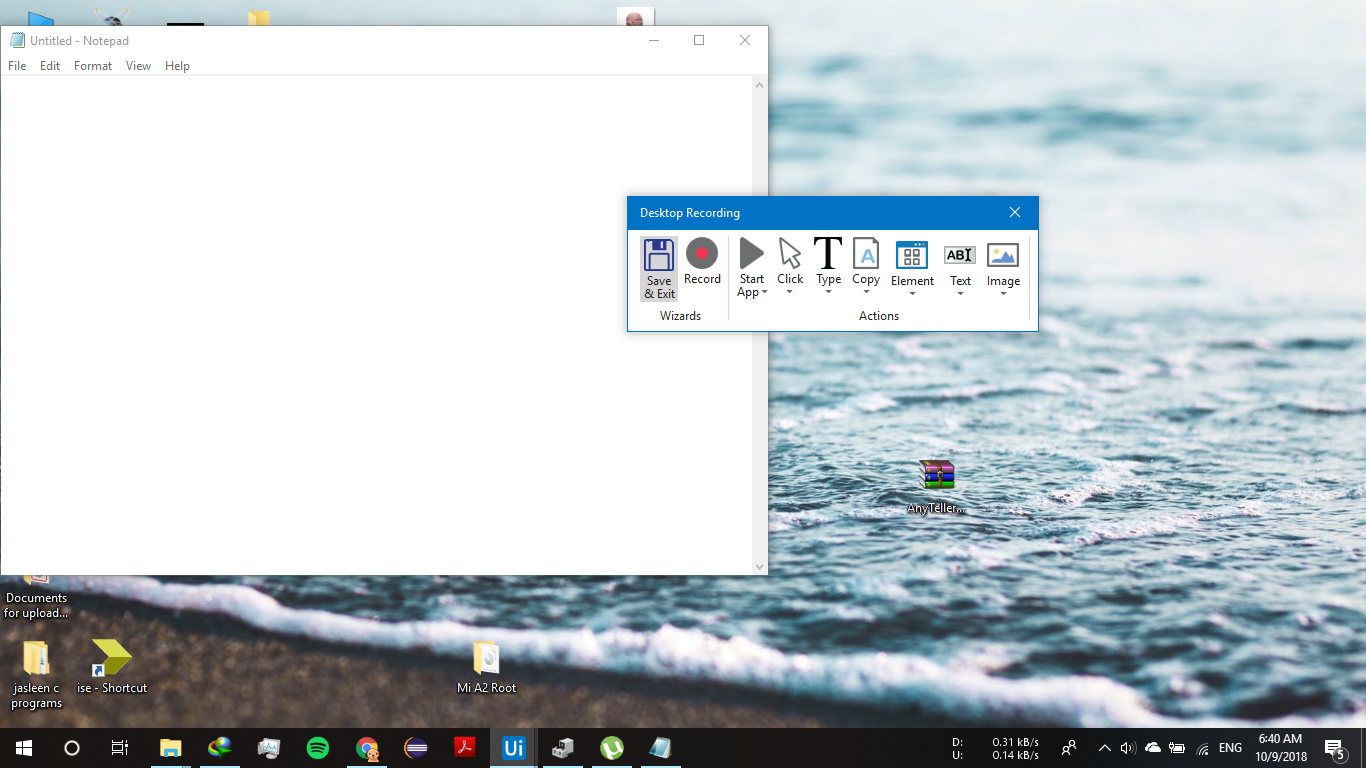 Untitled - Notepad
File Edit Format View Help
Desktop Recording
Save & Exit
Record
Start App
Click
Type
Copy
Element
ABI
Text
Image
Wizards
Actions
AnyTeller...
Documents
for upload...
jasleen c
programs
ise - Shortcut
Mi A2 Root
Ui
D: 0.31 kB/s
U: 0.14 kB/s
ENG
6:40 AM
10/9/2018
5